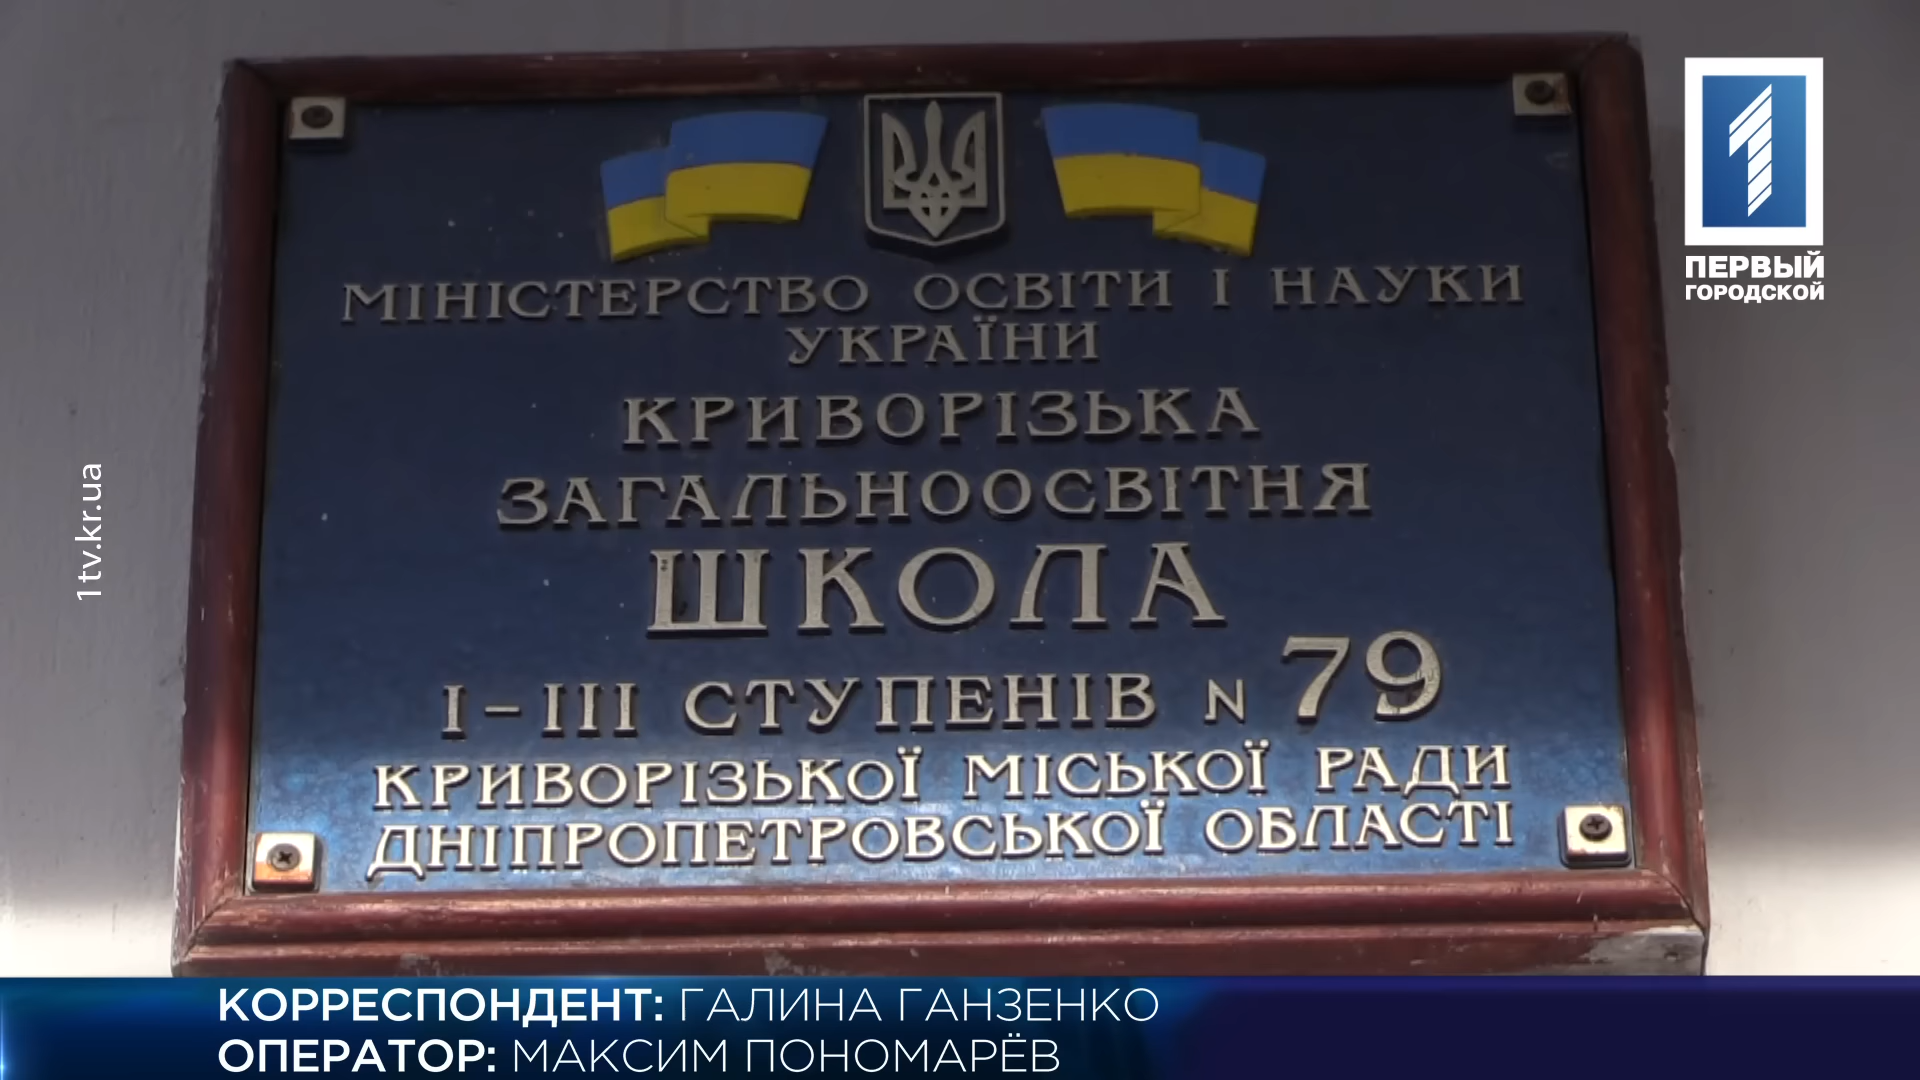 МІНІСТЕРСТВО ОСВІТИ І НАУКИ
УКРАЇНИ
КРИВОРІЗЬКА
ЗАГАЛЬНООСВІТНЯ
ШКОЛА
І-ІІІ СТУПЕНІВ N 79
КРИВОРІЗЬКОЇ МІСЬКОЇ РАДИ
ДНІПРОПЕТРОВСЬКОЇ ОБЛАСТІ
1
ПЕРВЫЙ
ГОРОДСКОЙ
1tv.kr.ua
КОРРЕСПОНДЕНТ: ГАЛИНА ГАНЗЕНКО
ОПЕРАТОР: МАКСИМ ПОНОМАРЁВ